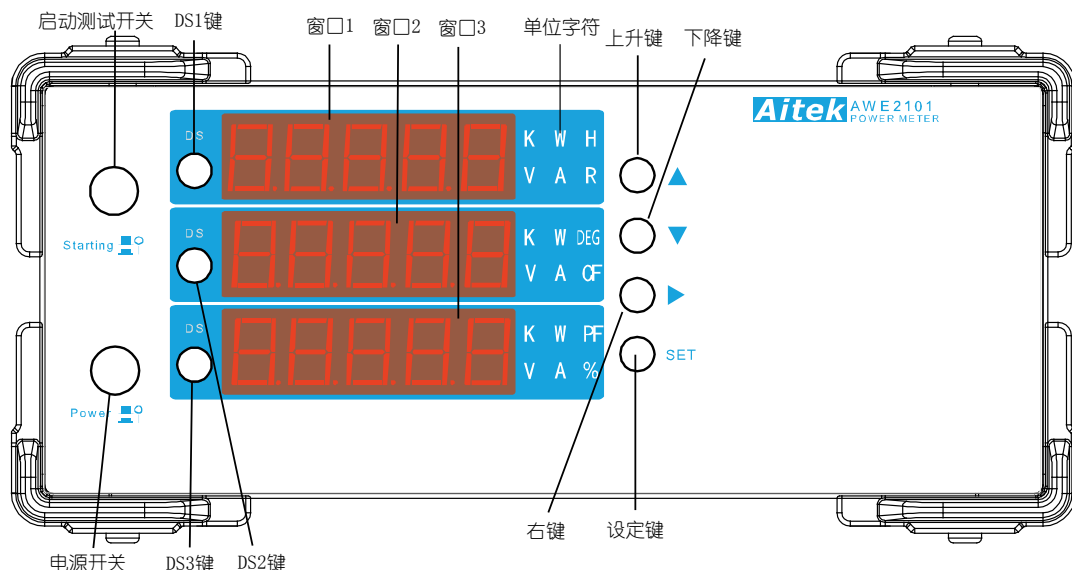 启动测试开关 DS1键 窗口1 窗口2 窗口3 单位字符 上升键 下降键
Aitek AWE2101
POWER METER
DS
K W H
V A R
Starting
DS
K W DEG
V A CF
DS
K W PF
V A %
SET
Power
右键 设定键
电源开关 DS3键 DS2键